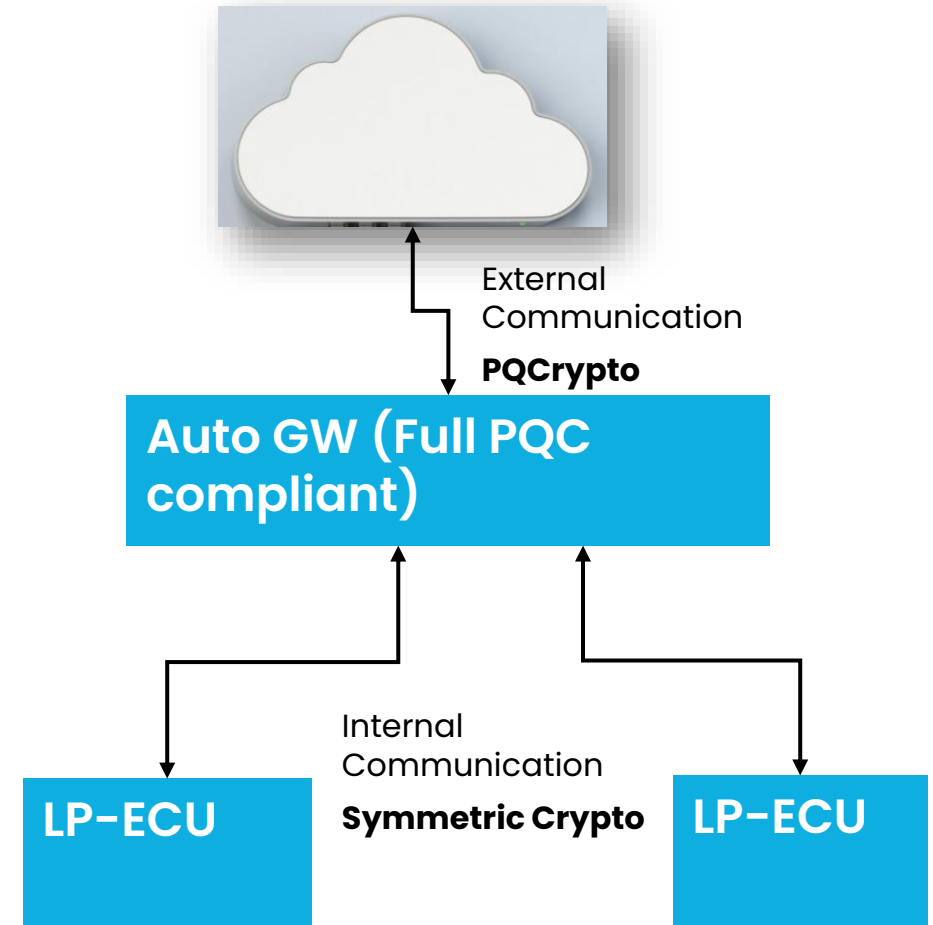 External
Communication
PQCrypto
Auto GW (Full PQC
compliant)
Internal
Communication
Symmetric Crypto
LP-ECU
LP-ECU